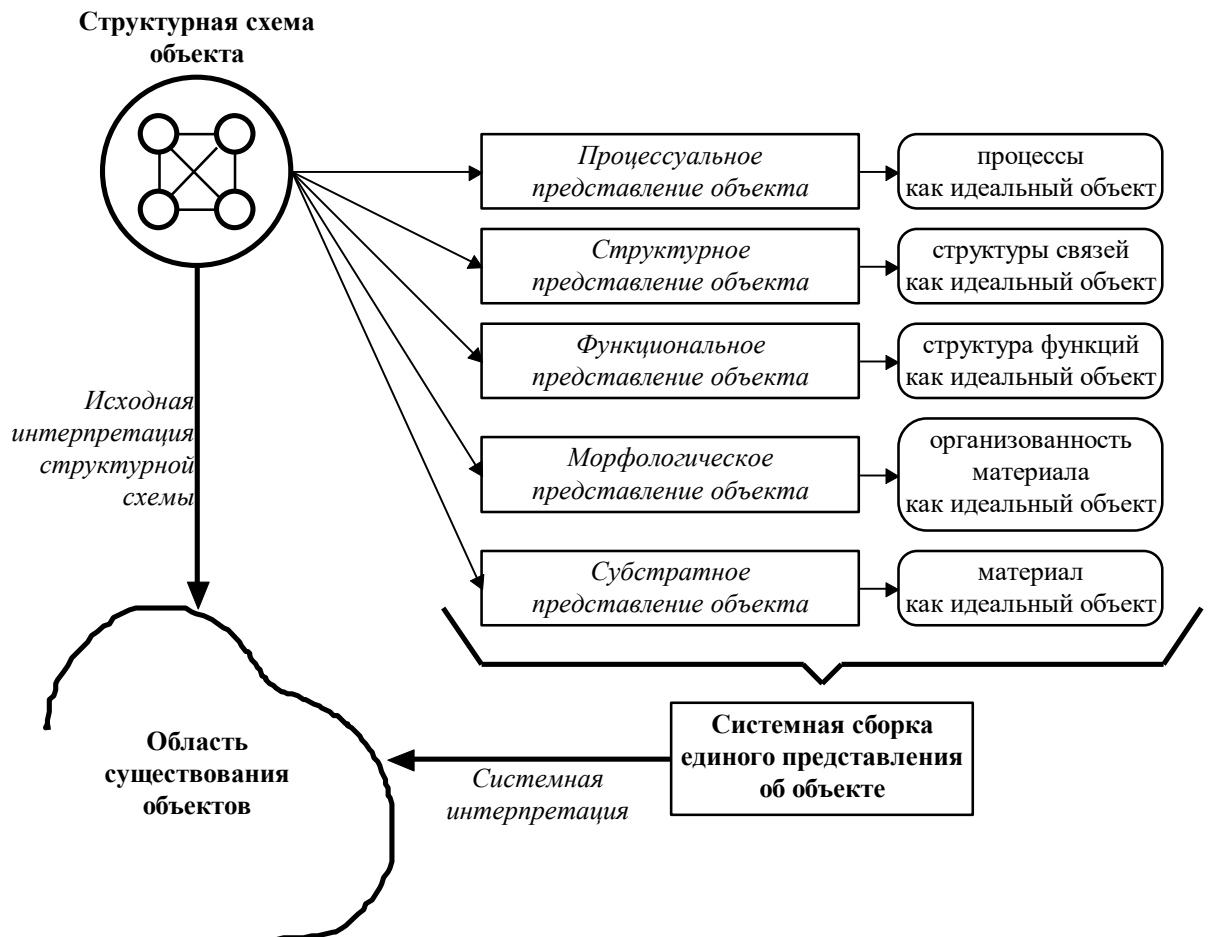 Структурная схема
объекта
Процессуальное
представление объекта
процессы
как идеальный объект
Структурное
представление объекта
структуры связей
как идеальный объект
Функциональное
представление объекта
структура функций
как идеальный объект
Исходная
интерпретация
структурной
схемы
Морфологическое
представление объекта
организованность
материала
как идеальный объект
Субстратное
представление объекта
материал
как идеальный объект
Область
существования
объектов
Системная сборка
единого представления
об объекте
Системная
интерпретация